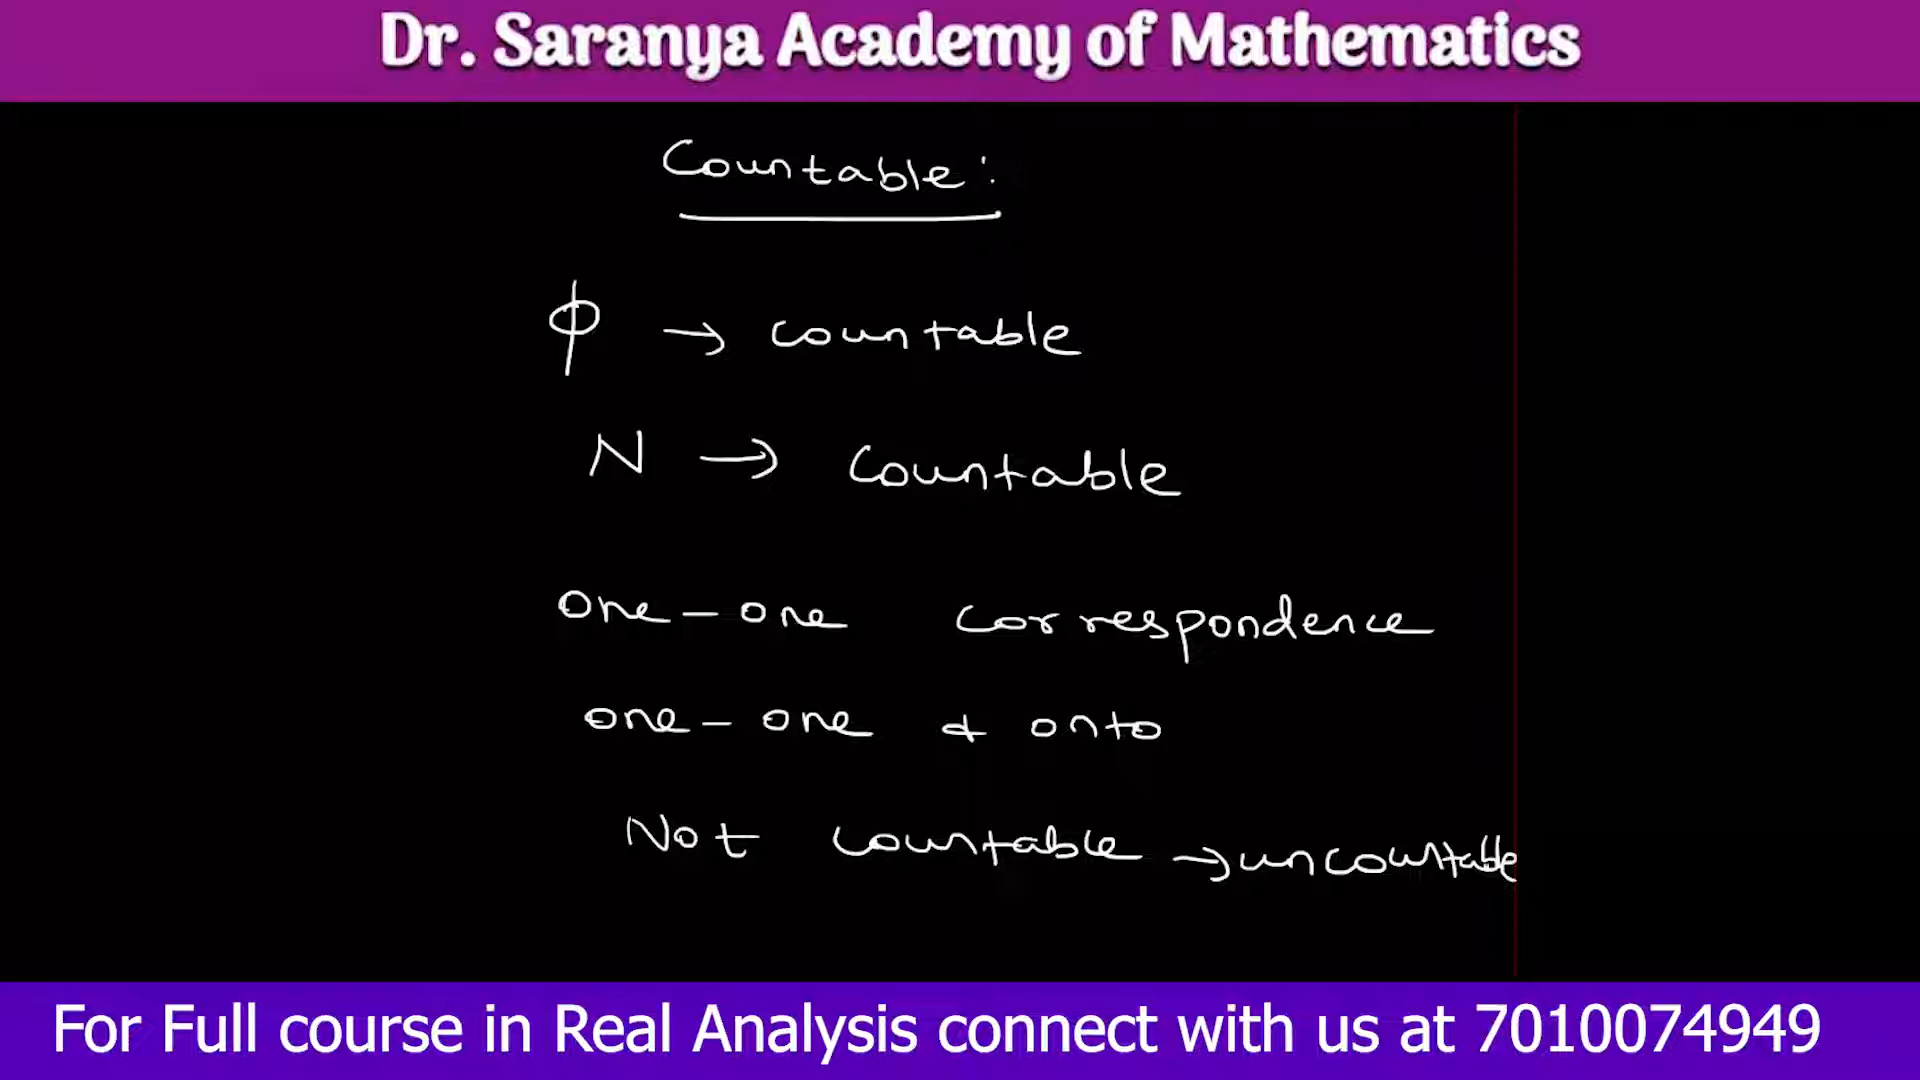 Dr. Saranya Academy of Mathematics
Countable:
ϕ → countable
N → Countable
one - one correspondence
one - one & onto
Not countable → uncountable
For Full course in Real Analysis connect with us at 7010074949